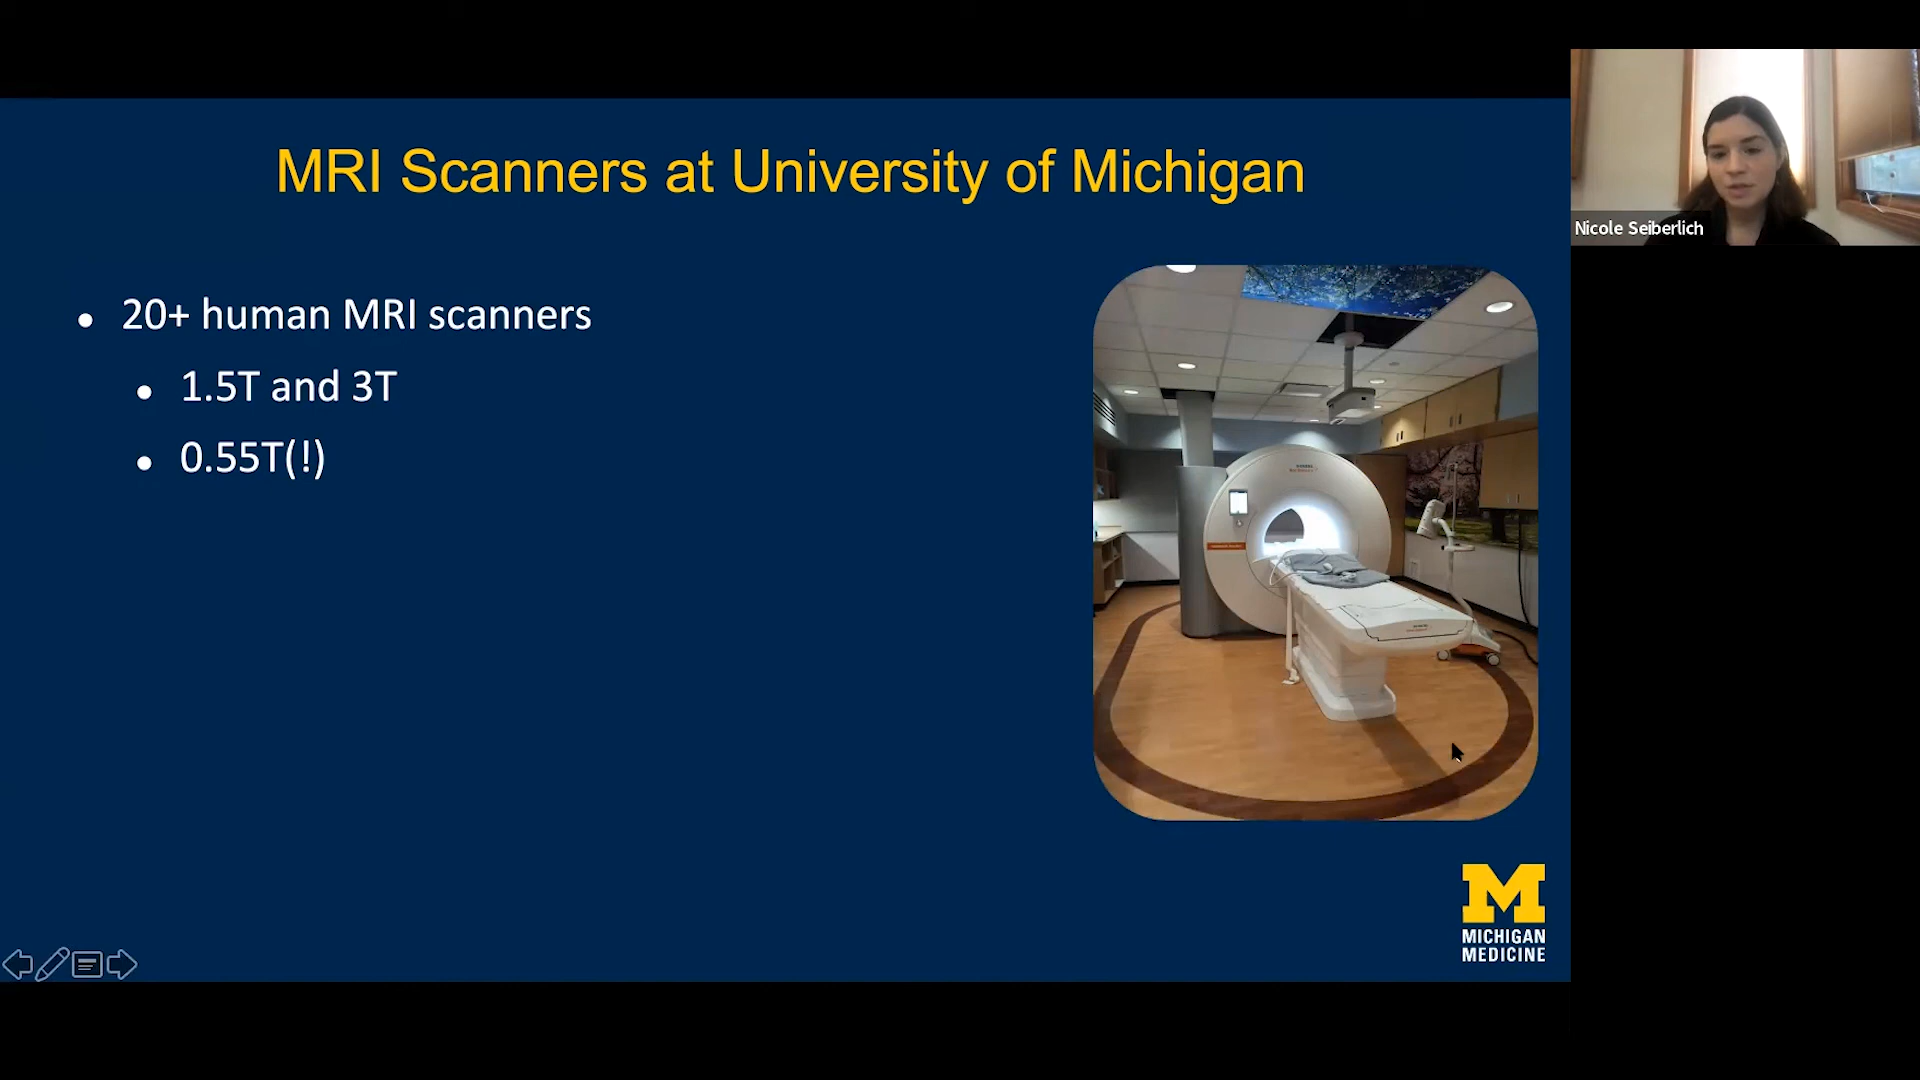 MRI Scanners at University of Michigan
Nicole Seiberlich
20+ human MRI scanners
1.5T and 3T
0.55T(!)
M
MICHIGAN
MEDICINE